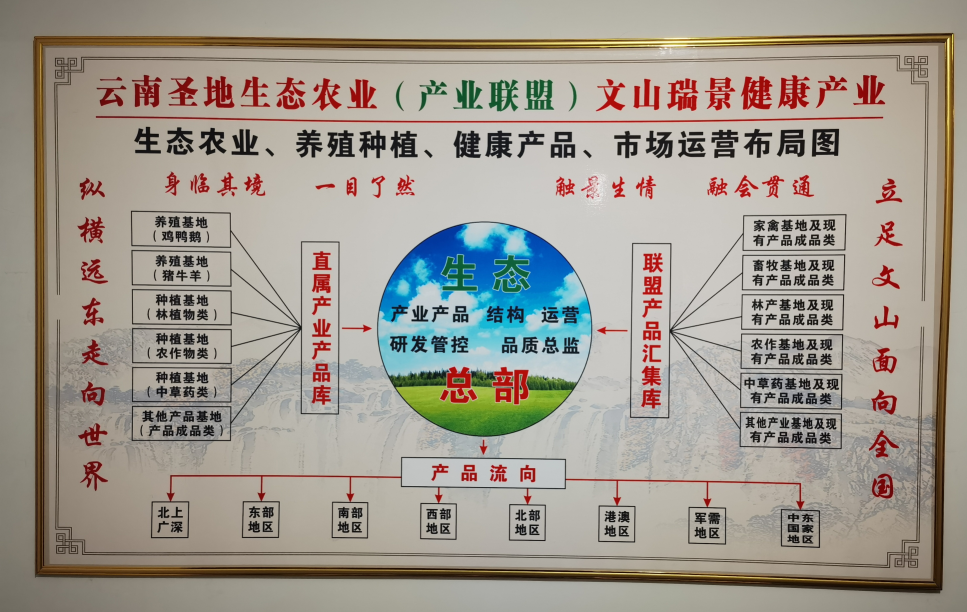 云南圣地生态农业（产业联盟）文山瑞景健康产业
生态农业、养殖种植、健康产品、市场运营布局图
身临其境 一目了然 触景生情 融会贯通
纵横远东走向世界
养殖基地
（鸡鸭鹅）
养殖基地
（猪牛羊）
种植基地
（林植物类）
种植基地
（农作物类）
种植基地
（中草药类）
其他产品基地
（产品成品类）
直属产业产品库
生态
产业产品 结构 运营
研发管控 品质总监
总部
联盟产品汇集库
家禽基地及现
有产品成品类
畜牧基地及现
有产品成品类
林产基地及现
有产品成品类
农作基地及现
有产品成品类
中草药基地及现
有产品成品类
其他产业基地及现
有产品成品类
立足文山面向全国
产品流向
北上
广深
东部
地区
南部
地区
西部
地区
北部
地区
港澳
地区
军需
地区
中东
国家
地区